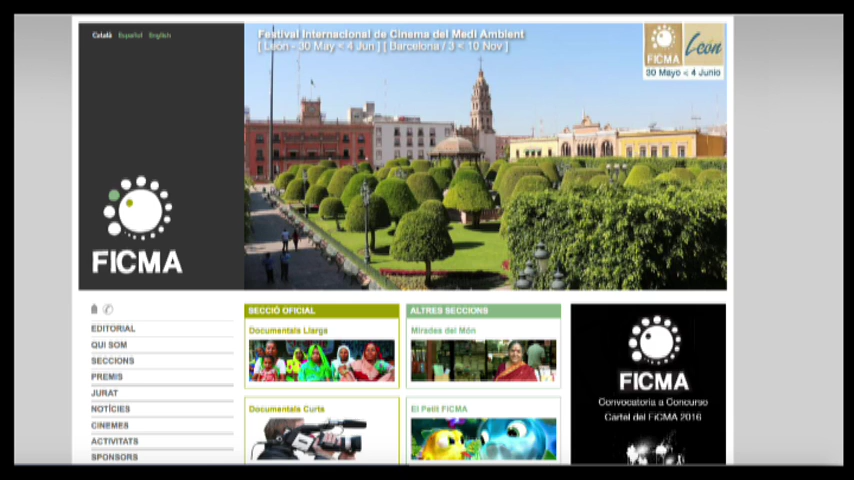 Català Español English
Festival Internacional de Cinema del Medi Ambient
[ León - 30 May < 4 Jun ] [ Barcelona / 3 < 10 Nov ]
FICMA León
30 Mayo < 4 Junio
FICMA
EDITORIAL
QUI SOM
SECCIONS
PREMIS
JURAT
NOTÍCIES
CINEMES
ACTIVITATS
SPONSORS
SECCIÓ OFICIAL
Documentals Llargs
Documentals Curts
ALTRES SECCIONS
Mirades del Món
El Petit FICMA
FICMA
Convocatoria a Concurso
Cartel del FiCMA 2016